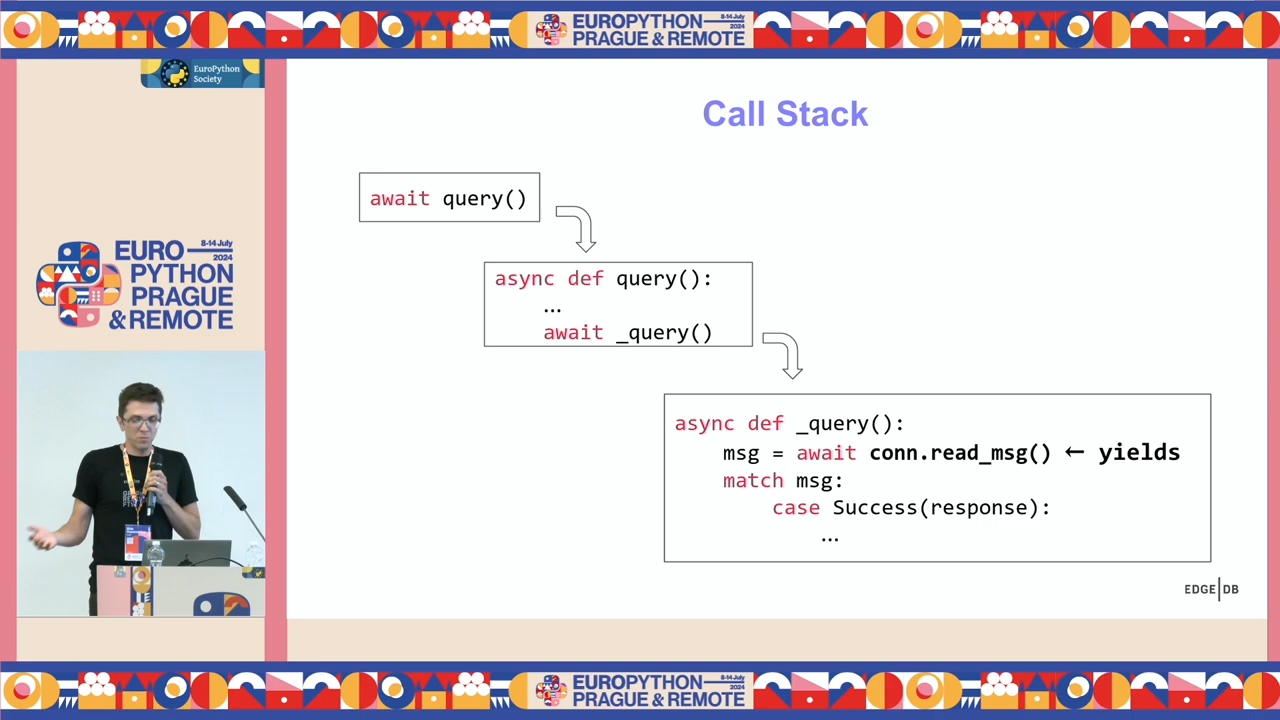 EUROPYTHON
PRAGUE & REMOTE
8-14 July
2024
EuroPython
Society
Call Stack
await query()
async def query():
...
await _query()
async def _query():
msg = await conn.read_msg() ← yields
match msg:
case Success(response):
...
EURO
PYTHON
PRAGUE
& REMOTE
8-14 July
2024
EDGE|DB
EUROPYTHON
PRAGUE & REMOTE
8-14 July
2024